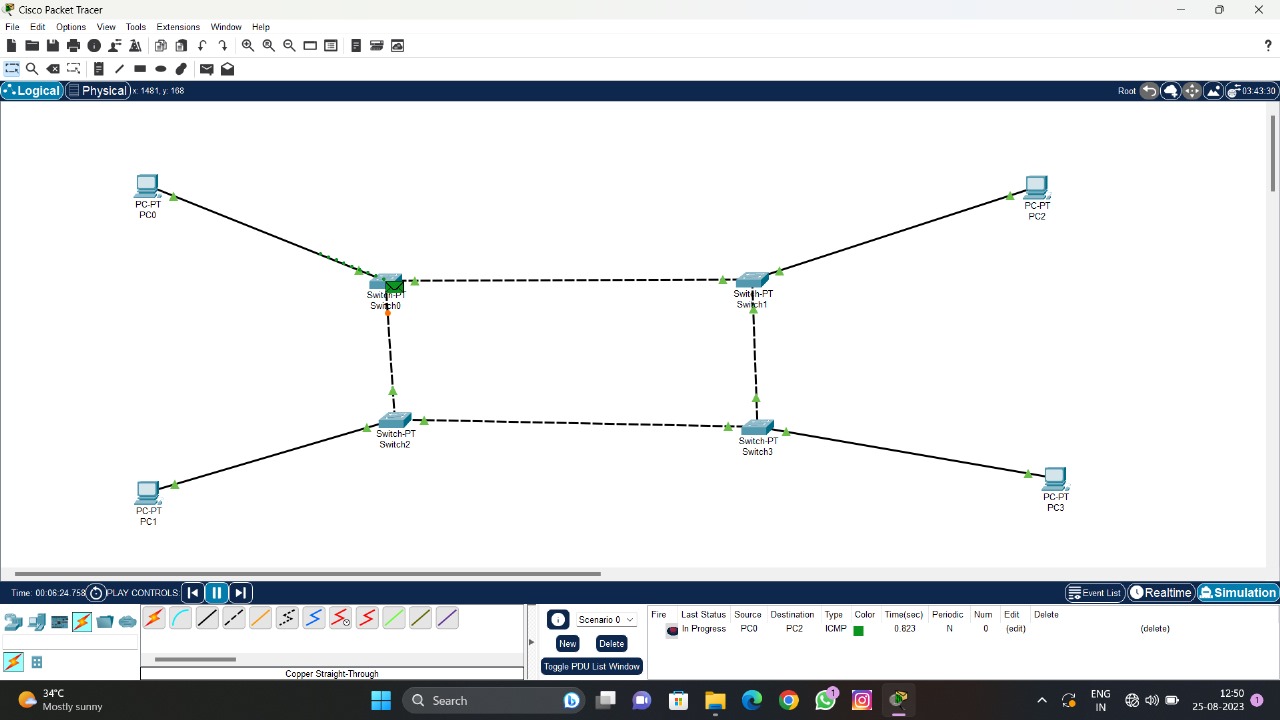 Cisco Packet Tracer
File Edit Options View Tools Extensions Window Help
?
Logical Physical x: 1481, y: 168 Root 03:43:30
PC-PT
PC0
PC-PT
PC2
Switch-PT
Switch0
Switch-PT
Switch1
Switch-PT
Switch2
Switch-PT
Switch3
PC-PT
PC1
PC-PT
PC3
Time: 00:06:24.758 PLAY CONTROLS: Event List Realtime Simulation
Scenario 0
New Delete
Toggle PDU List Window
Fire Last Status Source Destination Type Color Time(sec) Periodic Num Edit Delete
In Progress PC0 PC2 ICMP 0.823 N 0 (edit) (delete)
Copper Straight-Through
34°C
Mostly sunny
Search
1
ENG
IN
12:50
25-08-2023
1